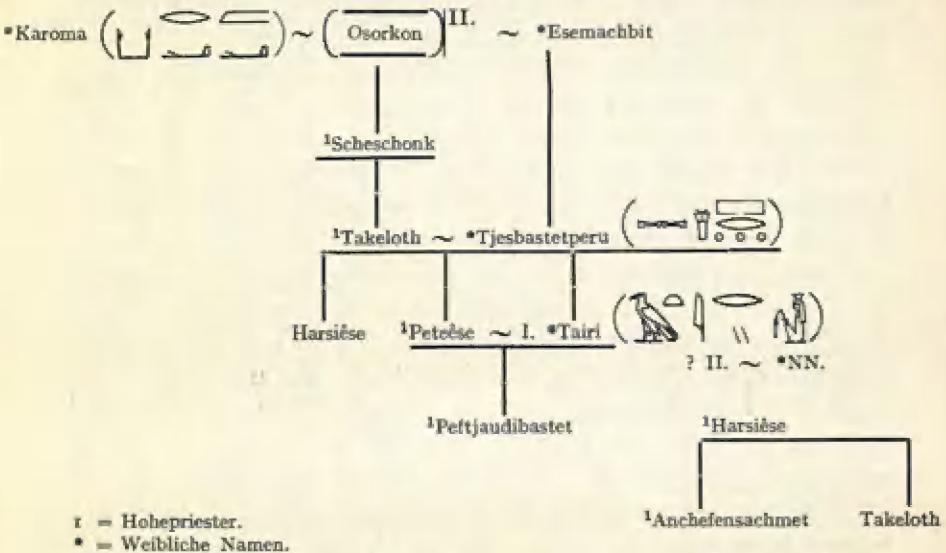 *Karoma ( ) ~ (Osorkon) II. ~ *Esemachbit
¹Scheschonk
¹Takeloth ~ *Tjesbastetperu ( )
Harsiêse ¹Peteêse ~ I. *Tairi ( )
? II. ~ *NN.
¹Peftjaudibastet ¹Harsiêse
¹Anchefensachmet Takeloth
1 = Hohepriester.
* = Weibliche Namen.